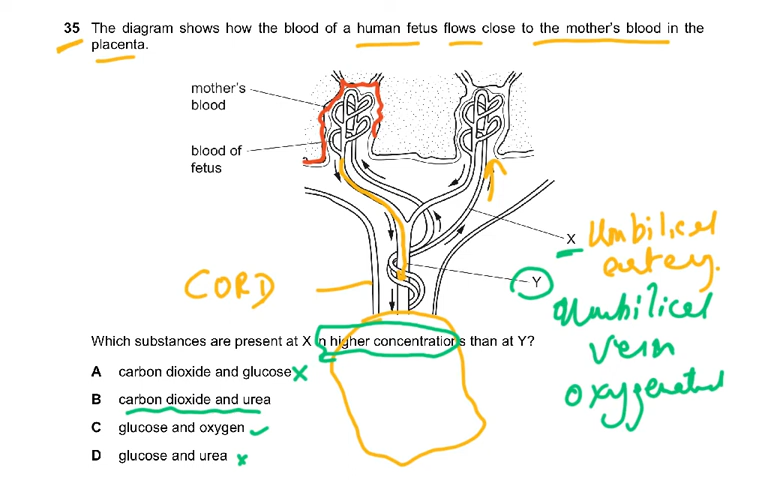 35 The diagram shows how the blood of a human fetus flows close to the mother's blood in the
placenta.
mother's
blood
blood of
fetus
X
Umbilical
artery.
Y
CORD
Umbilical
vein
oxygenated
Which substances are present at X in higher concentrations than at Y?
A carbon dioxide and glucose
B carbon dioxide and urea
C glucose and oxygen
D glucose and urea